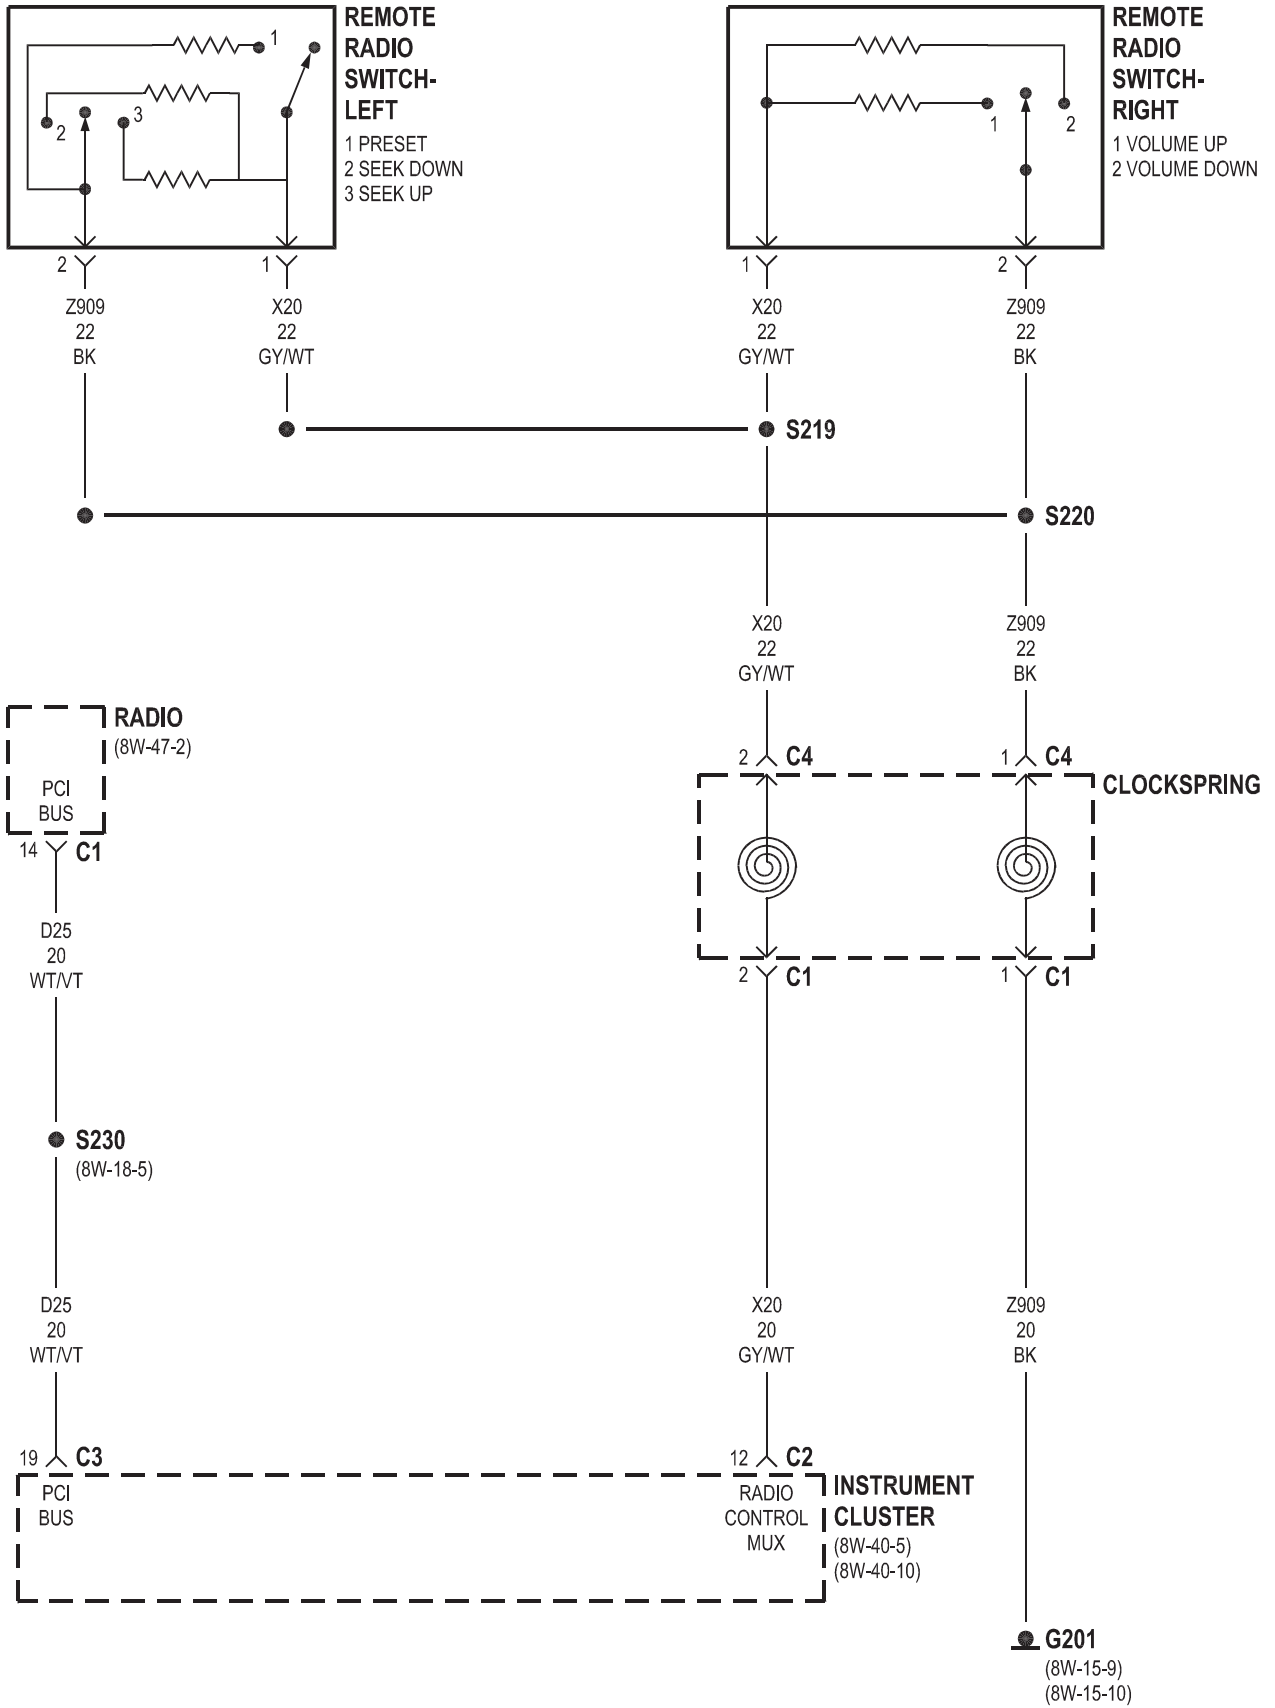 REMOTE
RADIO
SWITCH-
LEFT
1 PRESET
2 SEEK DOWN
3 SEEK UP
1
2
3
REMOTE
RADIO
SWITCH-
RIGHT
1 VOLUME UP
2 VOLUME DOWN
1
2
2
1
1
2
Z909
22
BK
X20
22
GY/WT
X20
22
GY/WT
Z909
22
BK
S219
S220
X20
22
GY/WT
Z909
22
BK
RADIO
(8W-47-2)
PCI
BUS
14 C1
2 C4
1 C4
CLOCKSPRING
D25
20
WT/VT
2 C1
1 C1
S230
(8W-18-5)
D25
20
WT/VT
X20
20
GY/WT
Z909
20
BK
19 C3
12 C2
PCI
BUS
RADIO
CONTROL
MUX
INSTRUMENT
CLUSTER
(8W-40-5)
(8W-40-10)
G201
(8W-15-9)
(8W-15-10)